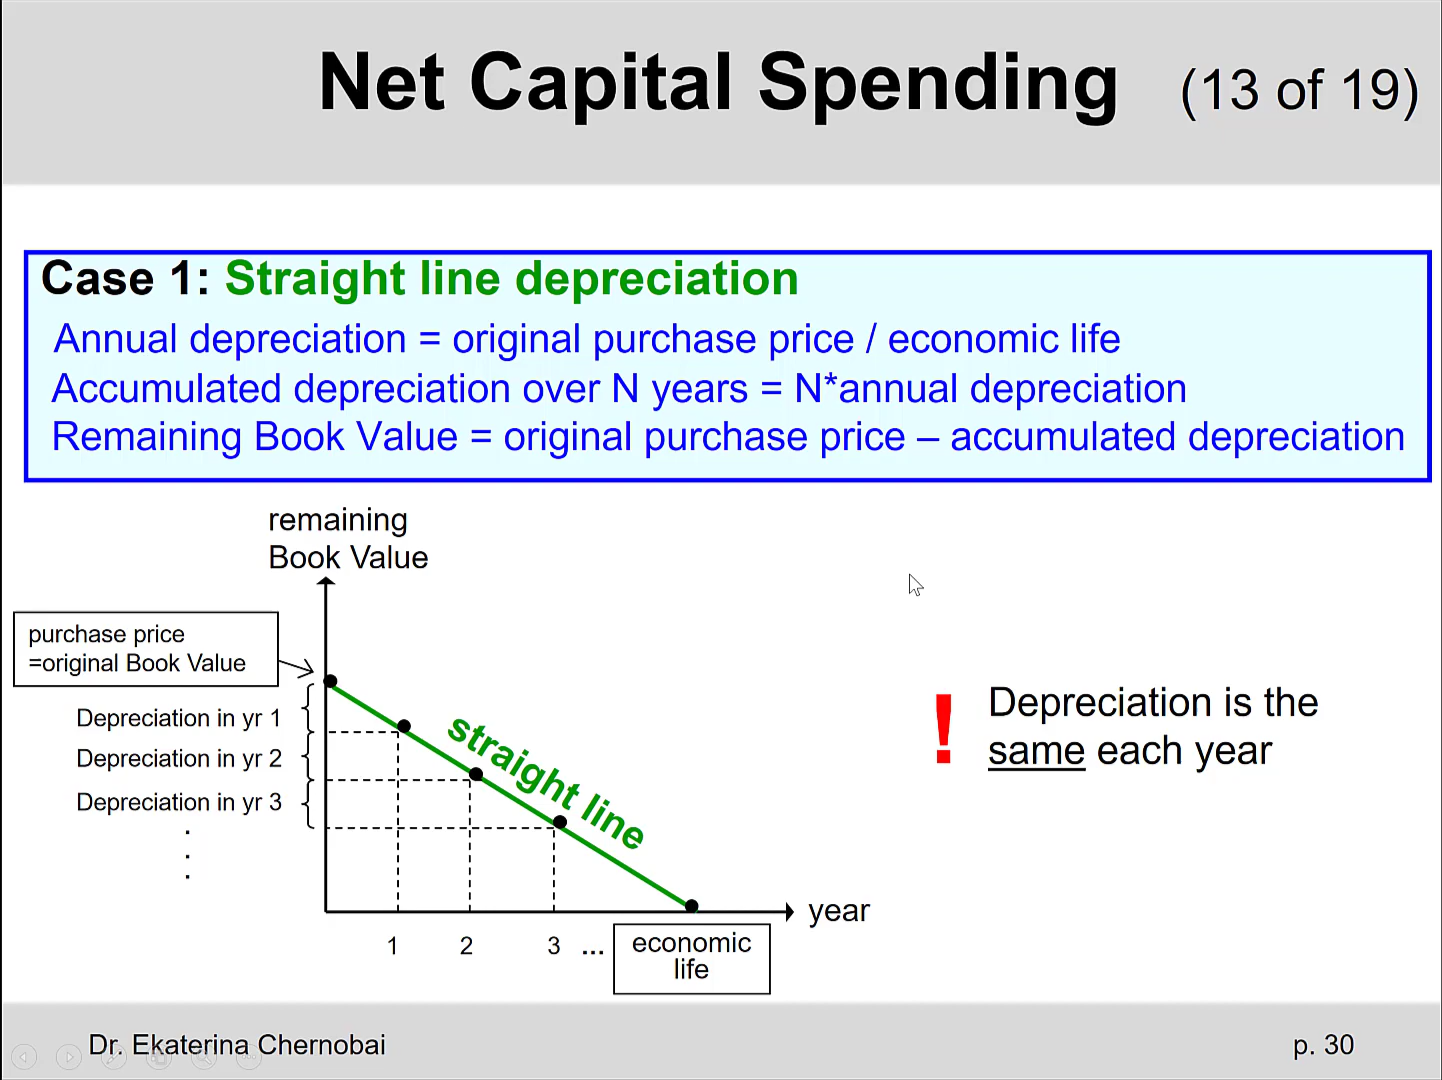 Net Capital Spending (13 of 19)
Case 1: Straight line depreciation
Annual depreciation = original purchase price / economic life
Accumulated depreciation over N years = N*annual depreciation
Remaining Book Value = original purchase price – accumulated depreciation
remaining
Book Value
purchase price
=original Book Value
Depreciation in yr 1
Depreciation in yr 2
Depreciation in yr 3
.
.
.
straight line
year
1 2 3 ...
economic
life
! Depreciation is the
same each year
Dr. Ekaterina Chernobai
p. 30